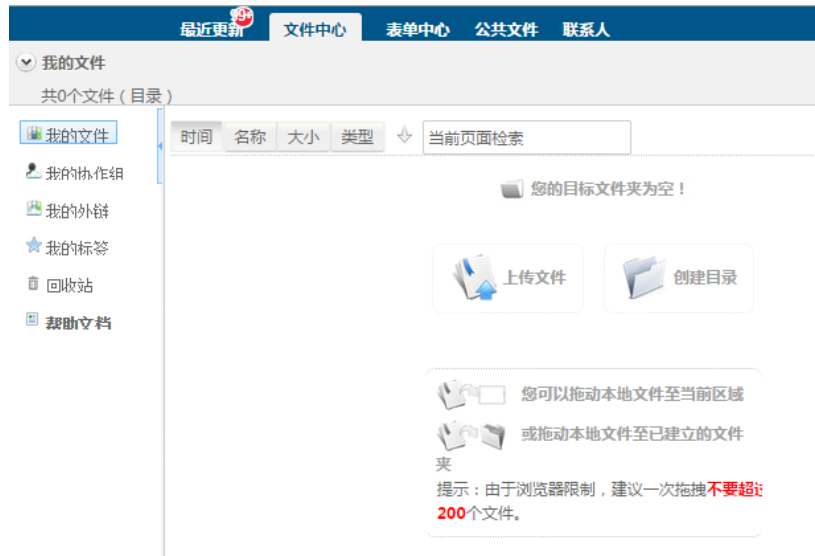 最近更新 99+ 文件中心 表单中心 公共文件 联系人
我的文件
共0个文件（目录）
我的文件
我的协作组
我的外链
我的标签
回收站
帮助文档
时间 名称 大小 类型 当前页面检索
您的目标文件夹为空！
上传文件 创建目录
您可以拖动本地文件至当前区域
或拖动本地文件至已建立的文件
夹
提示：由于浏览器限制，建议一次拖拽不要超过
200个文件。